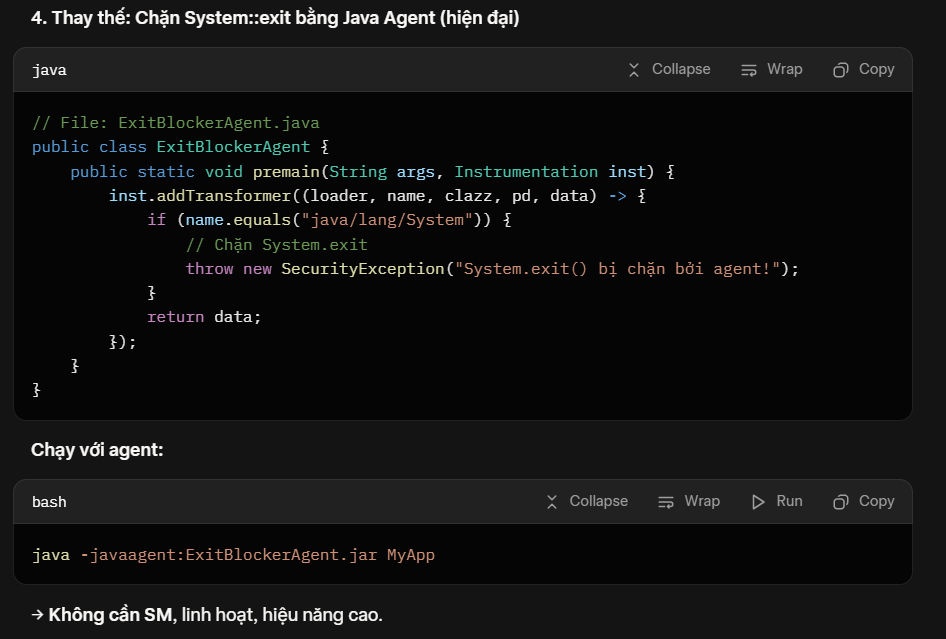 4. Thay thế: Chặn System::exit bằng Java Agent (hiện đại)
java
Collapse Wrap Copy
// File: ExitBlockerAgent.java
public class ExitBlockerAgent {
    public static void premain(String args, Instrumentation inst) {
        inst.addTransformer((loader, name, clazz, pd, data) -> {
            if (name.equals("java/lang/System")) {
                // Chặn System.exit
                throw new SecurityException("System.exit() bị chặn bởi agent!");
            }
            return data;
        });
    }
}
Chạy với agent:
bash
Collapse Wrap Run Copy
java -javaagent:ExitBlockerAgent.jar MyApp
→ Không cần SM, linh hoạt, hiệu năng cao.